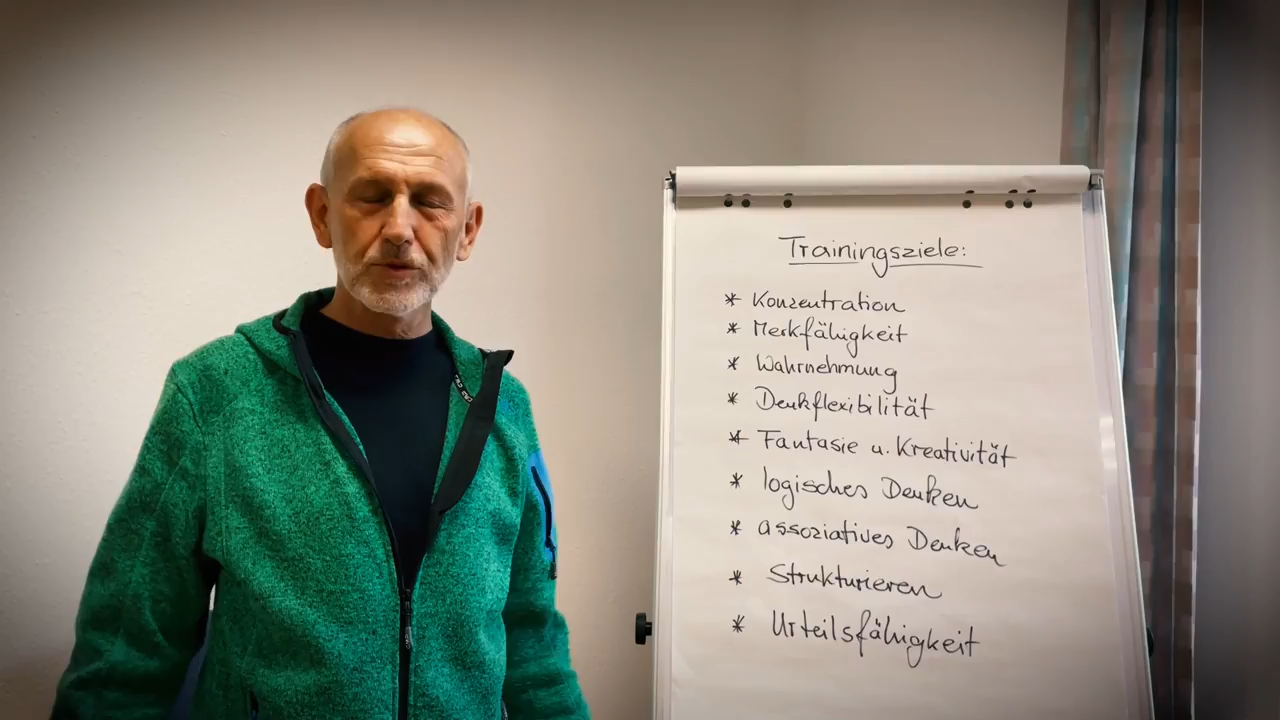 Trainingsziele:
* Konzentration
* Merkfähigkeit
* Wahrnehmung
* Denkflexibilität
* Fantasie u. Kreativität
* logisches Denken
* assoziatives Denken
* Strukturieren
* Urteilsfähigkeit